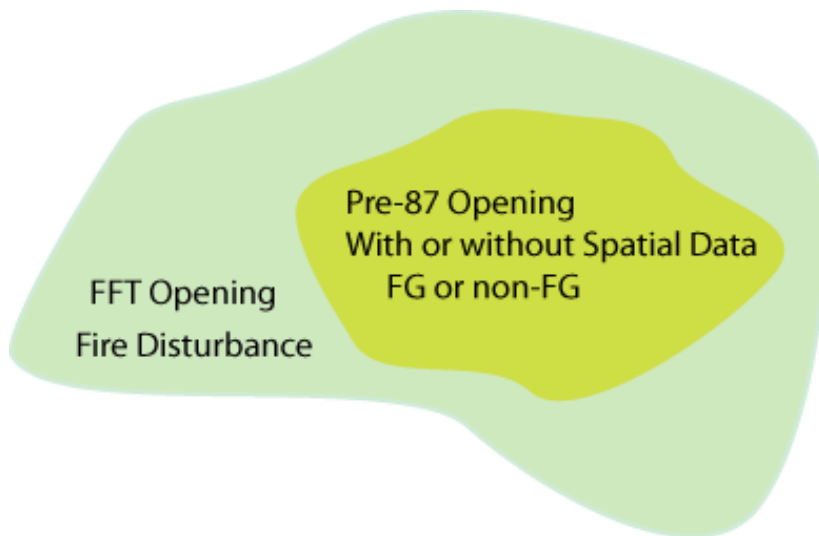 Pre-87 Opening
With or without Spatial Data
FG or non-FG
FFT Opening
Fire Disturbance